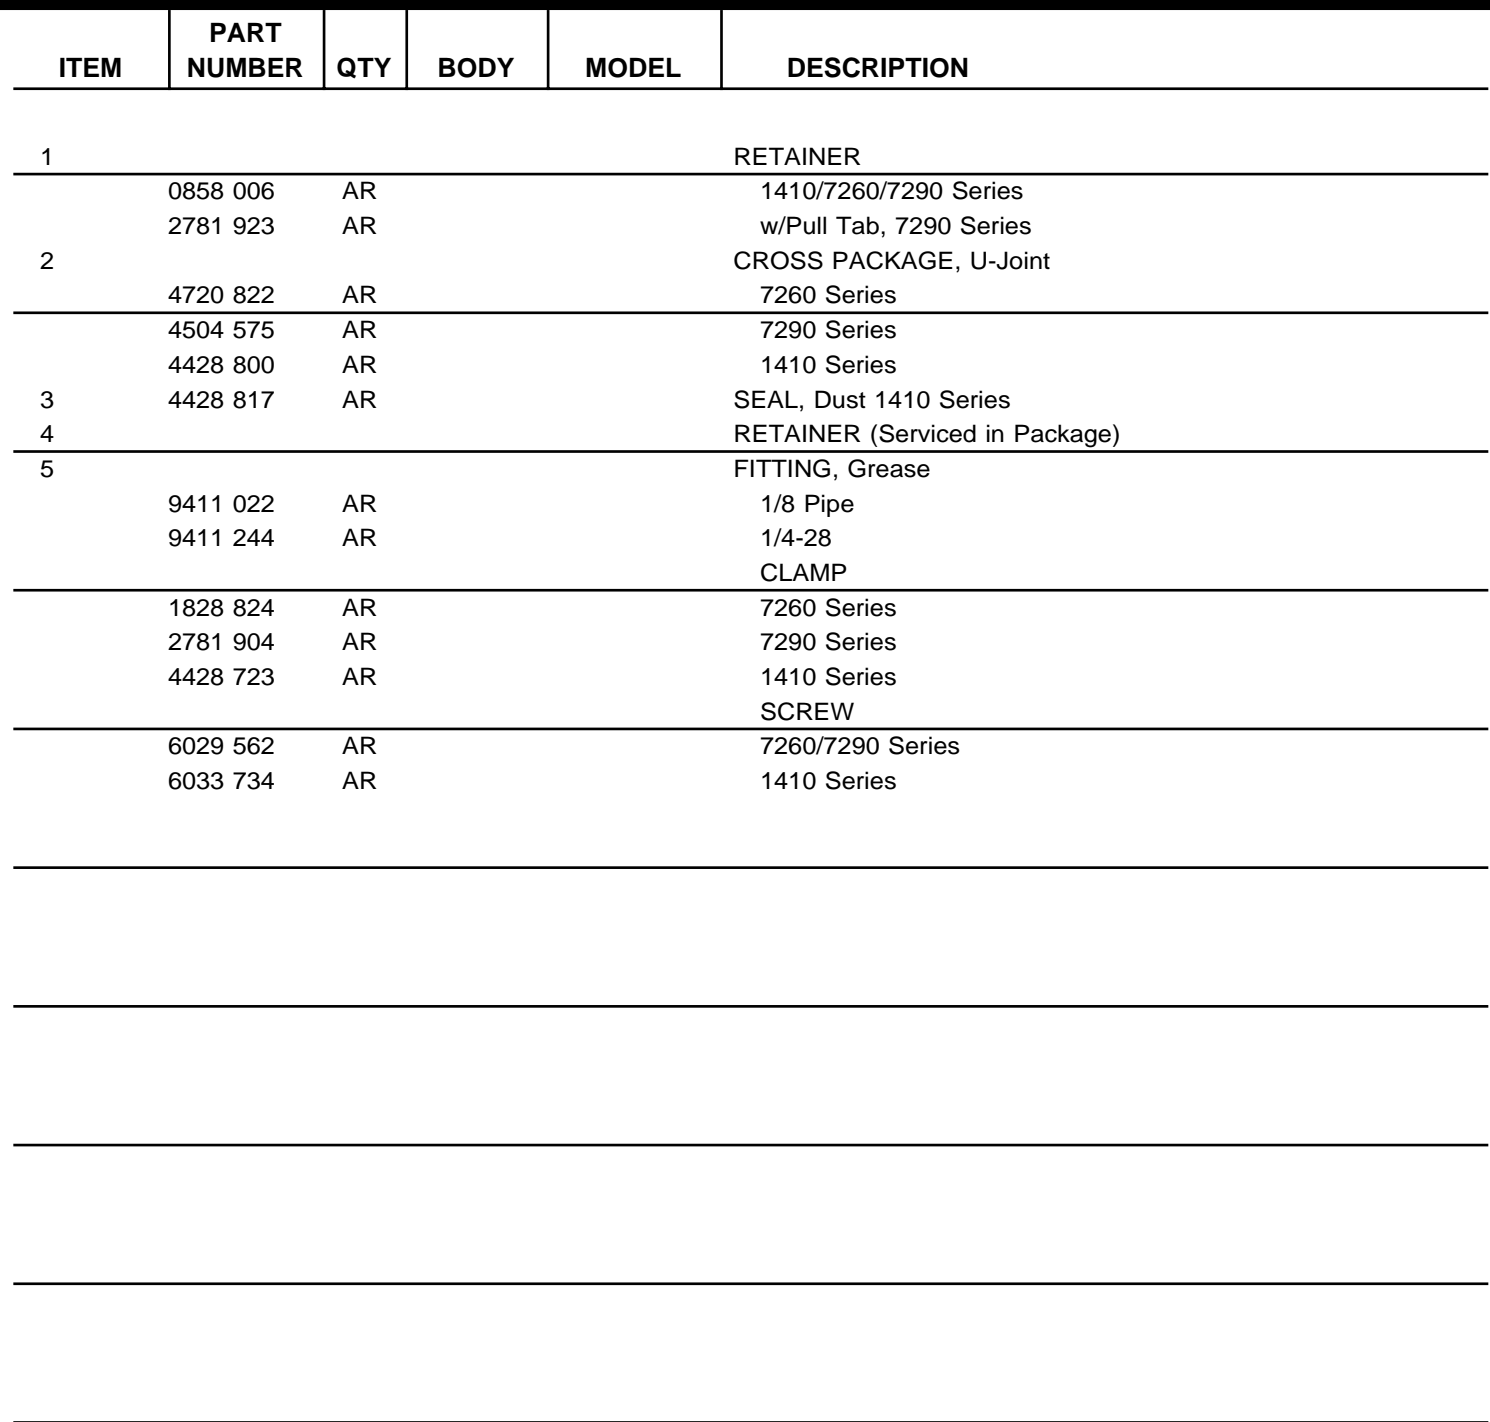 PART
ITEM NUMBER QTY BODY MODEL DESCRIPTION
1 RETAINER
0858 006 AR 1410/7260/7290 Series
2781 923 AR w/Pull Tab, 7290 Series
2 CROSS PACKAGE, U-Joint
4720 822 AR 7260 Series
4504 575 AR 7290 Series
4428 800 AR 1410 Series
3 4428 817 AR SEAL, Dust 1410 Series
4 RETAINER (Serviced in Package)
5 FITTING, Grease
9411 022 AR 1/8 Pipe
9411 244 AR 1/4-28
CLAMP
1828 824 AR 7260 Series
2781 904 AR 7290 Series
4428 723 AR 1410 Series
SCREW
6029 562 AR 7260/7290 Series
6033 734 AR 1410 Series